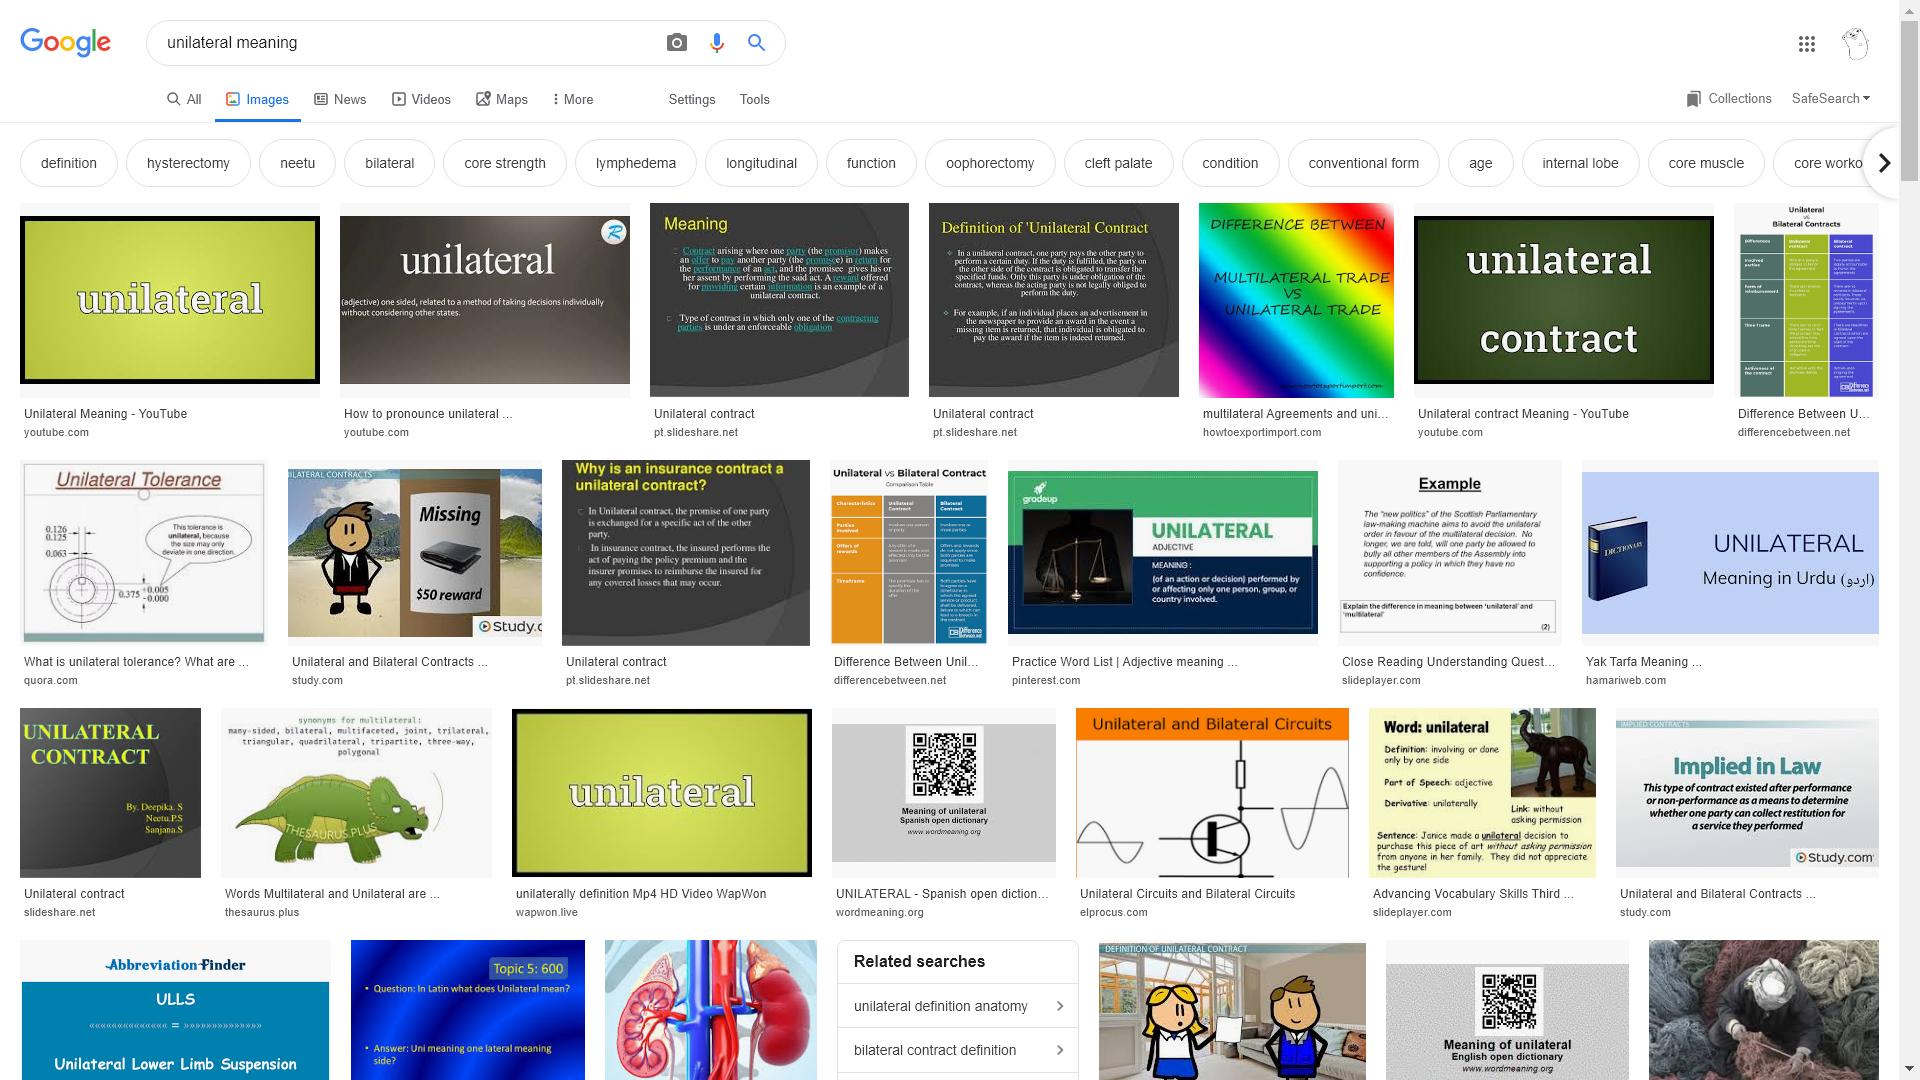 Google
unilateral meaning
All
Images
News
Videos
Maps
More
Settings
Tools
Collections
SafeSearch
definition
hysterectomy
neetu
bilateral
core strength
lymphedema
longitudinal
function
oophorectomy
cleft palate
condition
conventional form
age
internal lobe
core muscle
core worko
unilateral
Unilateral Meaning - YouTube
youtube.com
unilateral
(adjective) one sided, related to a method of taking decisions individually
without considering other states.
How to pronounce unilateral ...
youtube.com
Meaning
Contract arising where one party (the promisor) makes
an offer to pay another party (the promisee) in return for
the performance of an act, and the promisee gives his or
her assent by performing the said act. A reward offered
for providing certain information is an example of a
unilateral contract.
Type of contract in which only one of the contracting
parties is under an enforceable obligation
Unilateral contract
pt.slideshare.net
Definition of 'Unilateral Contract
In a unilateral contract, one party pays the other party to
perform a certain duty. If the duty is fulfilled, the party on
the other side of the contract is obligated to transfer the
specified funds. Only this party is under obligation of the
contract, whereas the acting party is not legally obliged to
perform the duty.
For example, if an individual places an advertisement in
the newspaper to provide an award in the event a
missing item is returned, that individual is obligated to
pay the award if the item is indeed returned.
Unilateral contract
pt.slideshare.net
DIFFERENCE BETWEEN
MULTILATERAL TRADE
VS
UNILATERAL TRADE
multilateral Agreements and uni...
howtoexportimport.com
unilateral
contract
Unilateral contract Meaning - YouTube
youtube.com
Unilateral
vs
Bilateral Contracts
Difference Between U...
differencebetween.net
Unilateral Tolerance
0.126
0.125
0.063
0.375 +0.005
-0.000
This tolerance is
unilateral, because
the size may only
deviate in one direction.
What is unilateral tolerance? What are ...
quora.com
ILATERAL CONTRACTS
Missing
$50 reward
Study.c
Unilateral and Bilateral Contracts ...
study.com
Why is an insurance contract a
unilateral contract?
In Unilateral contract, the promise of one party
is exchanged for a specific act of the other
party.
In insurance contract, the insured performs the
act of paying the policy premium and the
insurer promises to reimburse the insured for
any covered losses that may occur.
Unilateral contract
pt.slideshare.net
Unilateral vs Bilateral Contract
Comparison Table
Characteristics
Unilateral
Contract
Bilateral
Contract
Parties
involved
Offers of
rewards
Timeframe
Difference Between Unil...
differencebetween.net
gradeup
UNILATERAL
ADJECTIVE
MEANING :
(of an action or decision) performed by
or affecting only one person, group, or
country involved.
Practice Word List | Adjective meaning ...
pinterest.com
Example
The "new politics" of the Scottish Parliamentary
law-making machine aims to avoid the unilateral
order in favour of the multilateral decision. No
longer, we are told, will one party be allowed to
bully all other members of the Assembly into
supporting a policy in which they have no
confidence.
Explain the difference in meaning between 'unilateral' and
'multilateral'
(2)
Close Reading Understanding Quest...
slideplayer.com
DICTIONARY
UNILATERAL
Meaning in Urdu (اردو)
Yak Tarfa Meaning ...
hamariweb.com
UNILATERAL
CONTRACT
By. Deepika. S
Neetu.P.S
Sanjana.S
Unilateral contract
slideshare.net
synonyms for multilateral:
many-sided, bilateral, multifaceted, joint, trilateral,
triangular, quadrilateral, tripartite, three-way,
polygonal
THESAURUS.PLUS
Words Multilateral and Unilateral are ...
thesaurus.plus
unilateral
unilaterally definition Mp4 HD Video WapWon
wapwon.live
Meaning of unilateral
Spanish open dictionary
www.wordmeaning.org
UNILATERAL - Spanish open diction...
wordmeaning.org
Unilateral and Bilateral Circuits
Unilateral Circuits and Bilateral Circuits
elprocus.com
Word: unilateral
Definition: involving or done
only by one side
Part of Speech: adjective
Derivative: unilaterally
Link: without
asking permission
Sentence: Janice made a unilateral decision to
purchase this piece of art without asking permission
from anyone in her family. They did not appreciate
the gesture!
Advancing Vocabulary Skills Third ...
slideplayer.com
IMPLIED CONTRACTS
Implied in Law
This type of contract existed after performance
or non-performance as a means to determine
whether one party can collect restitution for
a service they performed
Study.com
Unilateral and Bilateral Contracts ...
study.com
Abbreviation Finder
ULLS
=
Unilateral Lower Limb Suspension
Topic 5: 600
Question: In Latin what does Unilateral mean?
Answer: Uni meaning one lateral meaning
side?
Related searches
unilateral definition anatomy
bilateral contract definition
DEFINITION OF UNILATERAL CONTRACT
Meaning of unilateral
English open dictionary
www.wordmeaning.org